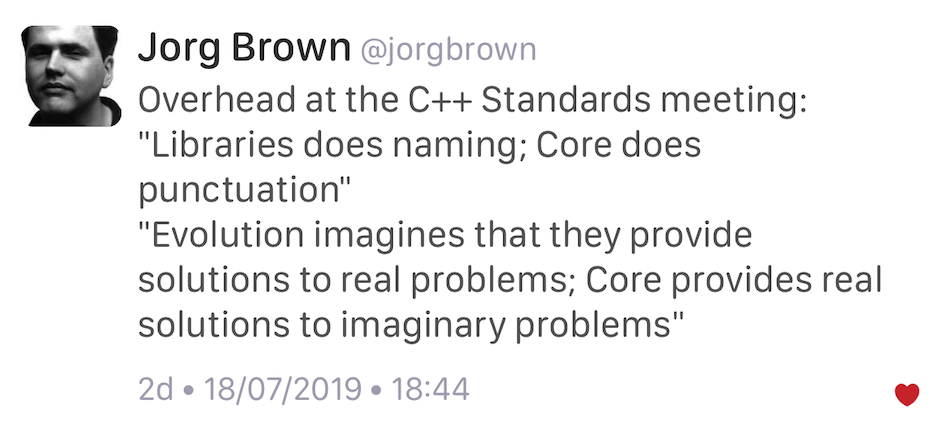 Jorg Brown @jorgbrown
Overhead at the C++ Standards meeting:
"Libraries does naming; Core does
punctuation"
"Evolution imagines that they provide
solutions to real problems; Core provides real
solutions to imaginary problems"
2d • 18/07/2019 • 18:44